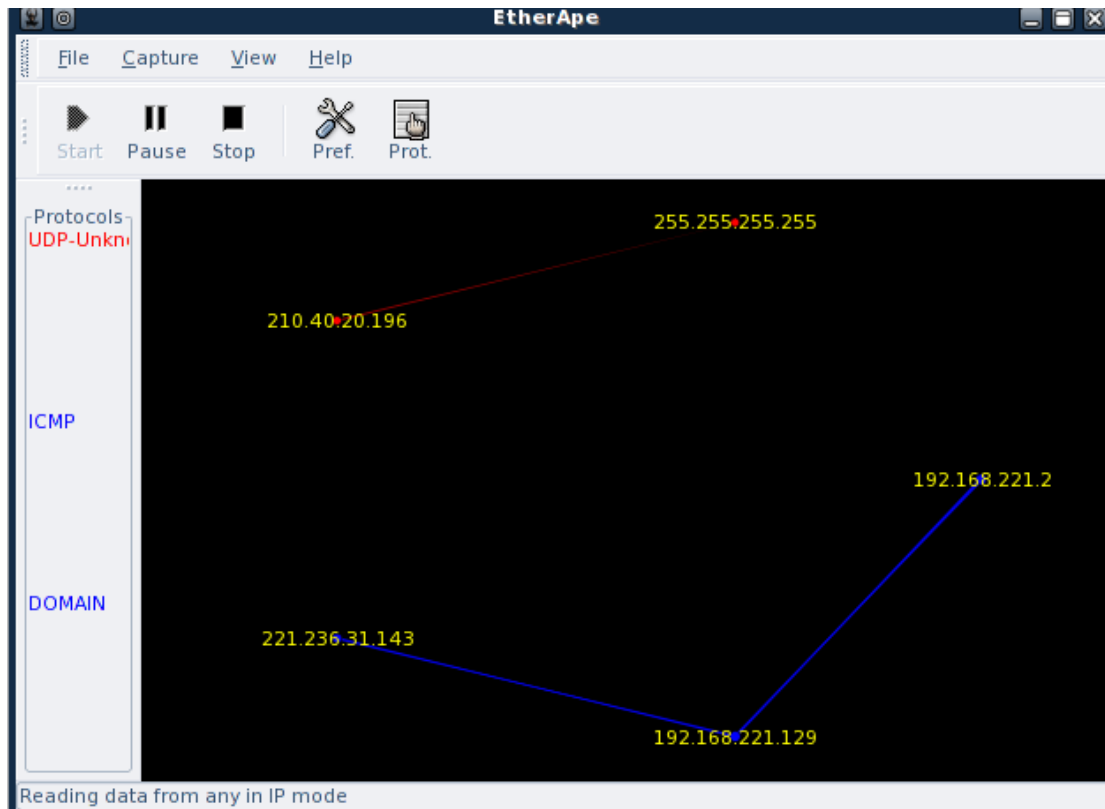 EtherApe
File Capture View Help
Start Pause Stop Pref. Prot.
Protocols
UDP-Unkn
ICMP
DOMAIN
255.255.255.255
210.40.20.196
192.168.221.2
221.236.31.143
192.168.221.129
Reading data from any in IP mode